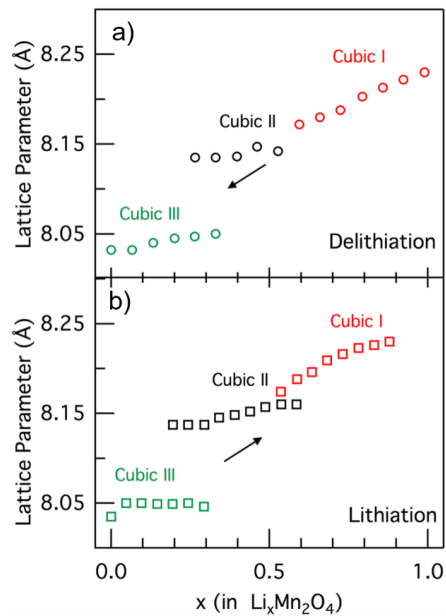 a)
8.25
8.15
8.05
Lattice Parameter (Å)
Cubic I
Cubic II
Cubic III
Delithiation
b)
8.25
8.15
8.05
Lattice Parameter (Å)
Cubic I
Cubic II
Cubic III
Lithiation
0.0 0.5 1.0
x (in LiₓMn₂O₄)